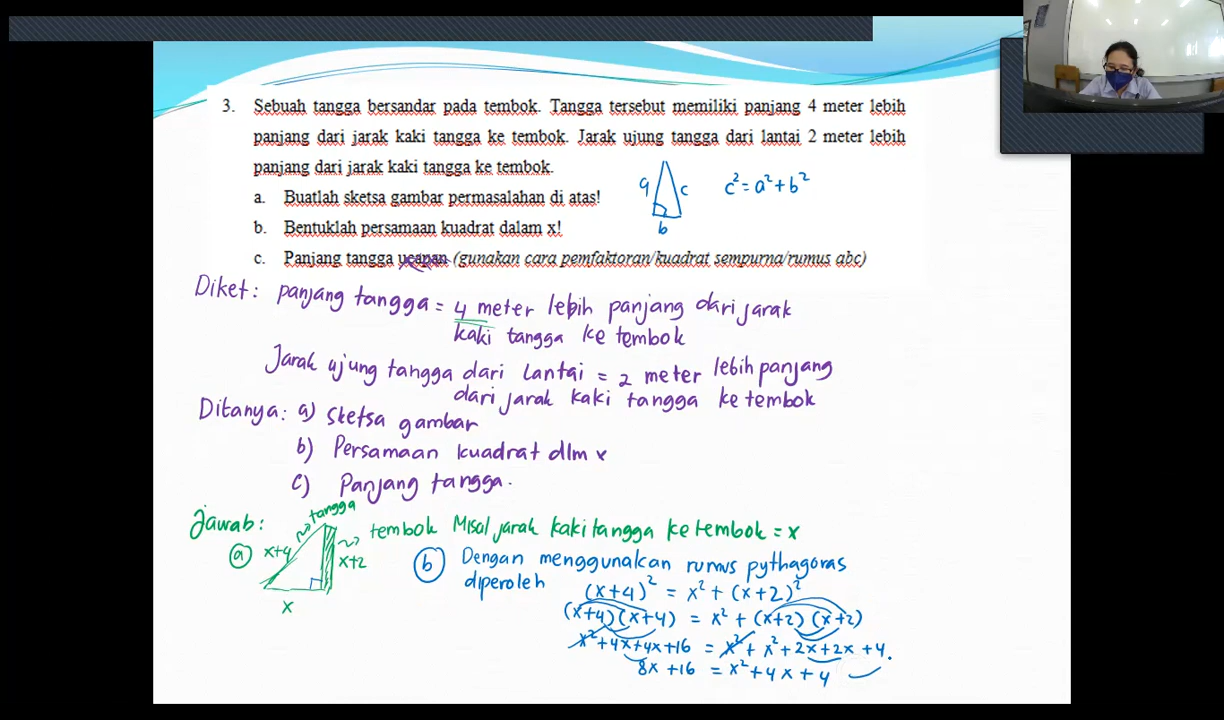 3. Sebuah tangga bersandar pada tembok. Tangga tersebut memiliki panjang 4 meter lebih
panjang dari jarak kaki tangga ke tembok. Jarak ujung tangga dari lantai 2 meter lebih
panjang dari jarak kaki tangga ke tembok.
a. Buatlah sketsa gambar permasalahan di atas!
b. Bentuklah persamaan kuadrat dalam x!
c. Panjang tangga ucapan (gunakan cara pemfaktoran/kuadrat sempurna/rumus abc)
a c b
c² = a² + b²
Diket: panjang tangga = 4 meter lebih panjang dari jarak
kaki tangga ke tembok
Jarak ujung tangga dari lantai = 2 meter lebih panjang
dari jarak kaki tangga ke tembok
Ditanya: a) sketsa gambar
b) Persamaan kuadrat dlm x
c) Panjang tangga.
Jawab:
a
tangga
tembok
x+4
x+2
x
Misal jarak kaki tangga ke tembok = x
b Dengan menggunakan rumus pythagoras
diperoleh
(x+4)² = x² + (x+2)²
(x+4)(x+4) = x² + (x+2)(x+2)
x² + 4x + 4x + 16 = x² + x² + 2x + 2x + 4
8x + 16 = x² + 4x + 4